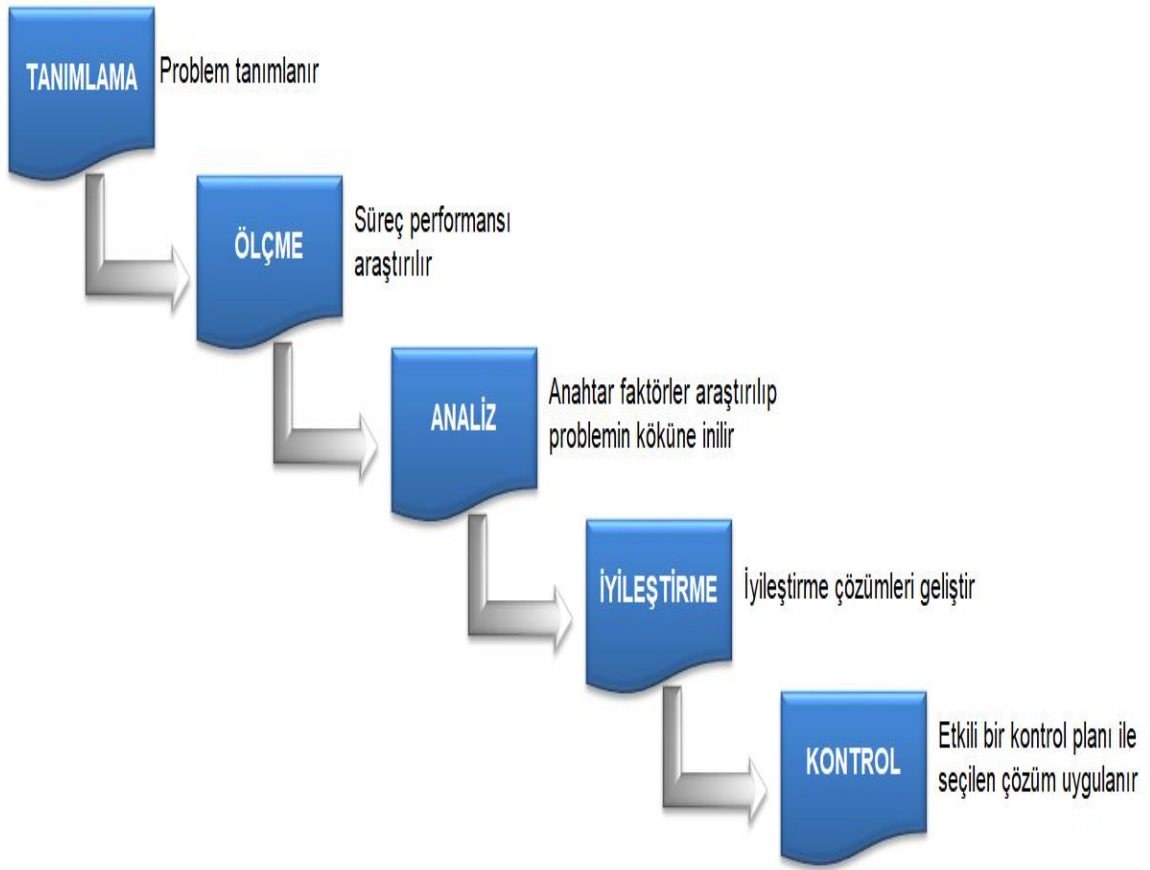 TANIMLAMA
Problem tanımlanır
ÖLÇME
Süreç performansı
araştırılır
ANALİZ
Anahtar faktörler araştırılıp
problemin köküne inilir
İYİLEŞTİRME
İyileştirme çözümleri geliştir
KONTROL
Etkili bir kontrol planı ile
seçilen çözüm uygulanır